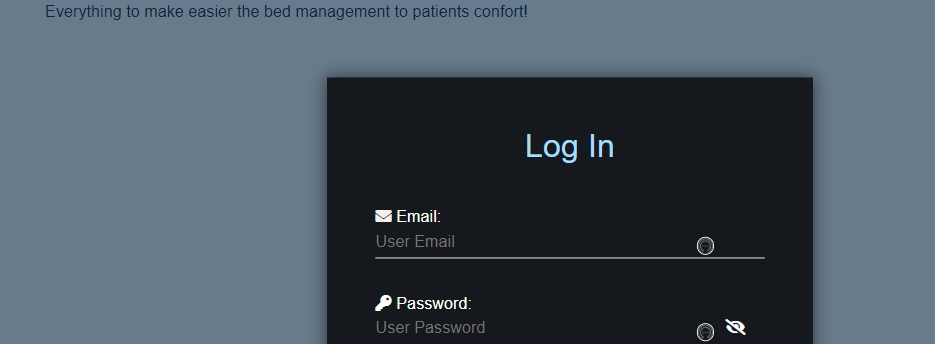 Everything to make easier the bed management to patients confort!
Log In
Email:
User Email
Password:
User Password